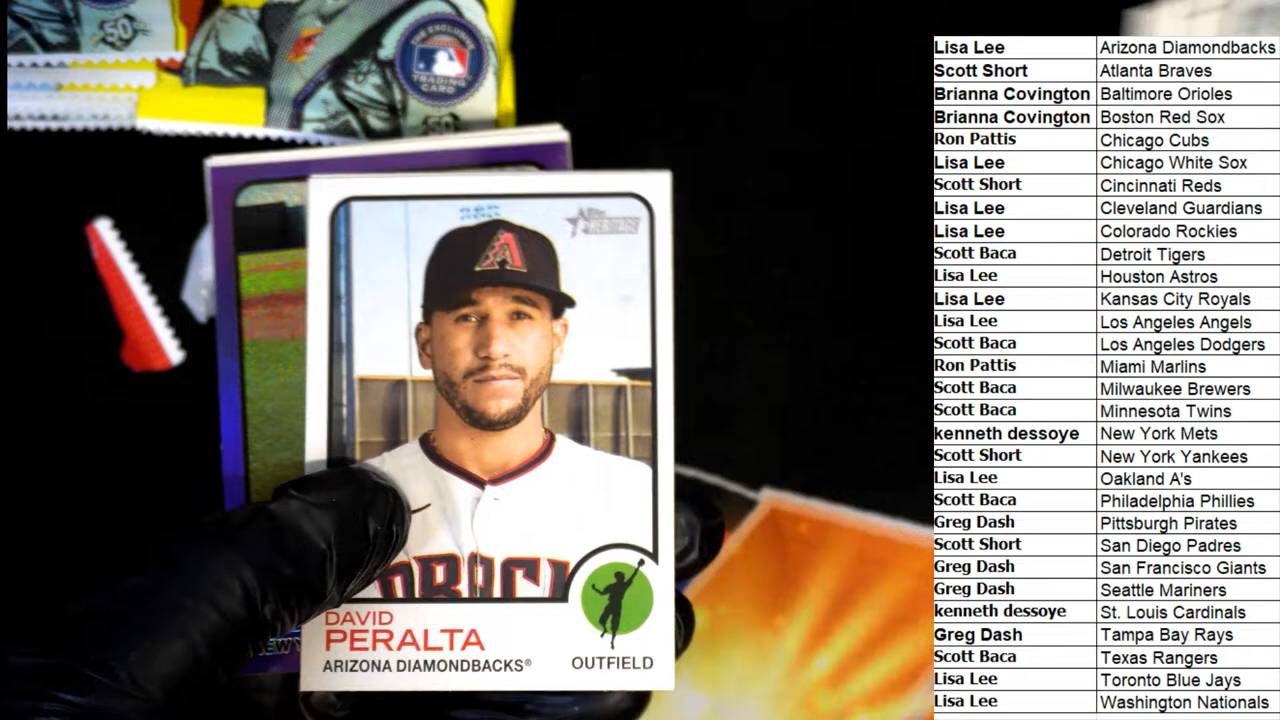 50
THE EXCLUSIVE
TRADING
CARD
50
A
DAVID
PERALTA
ARIZONA DIAMONDBACKS®
OUTFIELD
Lisa Lee Arizona Diamondbacks
Scott Short Atlanta Braves
Brianna Covington Baltimore Orioles
Brianna Covington Boston Red Sox
Ron Pattis Chicago Cubs
Lisa Lee Chicago White Sox
Scott Short Cincinnati Reds
Lisa Lee Cleveland Guardians
Lisa Lee Colorado Rockies
Scott Baca Detroit Tigers
Lisa Lee Houston Astros
Lisa Lee Kansas City Royals
Lisa Lee Los Angeles Angels
Scott Baca Los Angeles Dodgers
Ron Pattis Miami Marlins
Scott Baca Milwaukee Brewers
Scott Baca Minnesota Twins
kenneth dessoye New York Mets
Scott Short New York Yankees
Lisa Lee Oakland A's
Scott Baca Philadelphia Phillies
Greg Dash Pittsburgh Pirates
Scott Short San Diego Padres
Greg Dash San Francisco Giants
Greg Dash Seattle Mariners
kenneth dessoye St. Louis Cardinals
Greg Dash Tampa Bay Rays
Scott Baca Texas Rangers
Lisa Lee Toronto Blue Jays
Lisa Lee Washington Nationals